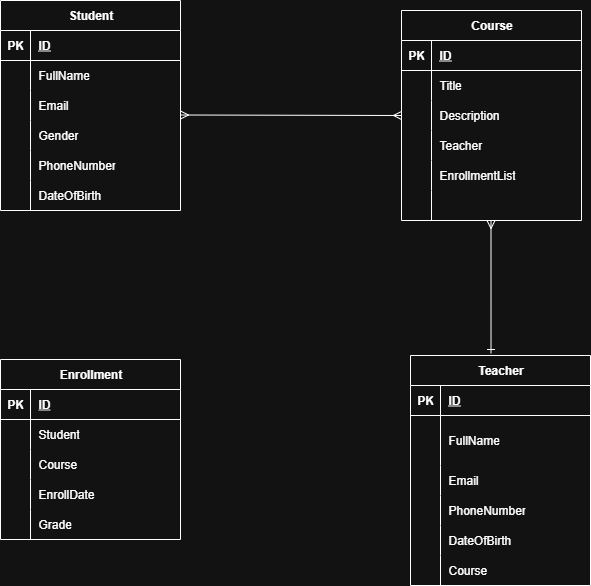 Student
PK ID
FullName
Email
Gender
PhoneNumber
DateOfBirth
Course
PK ID
Title
Description
Teacher
EnrollmentList
Enrollment
PK ID
Student
Course
EnrollDate
Grade
Teacher
PK ID
FullName
Email
PhoneNumber
DateOfBirth
Course